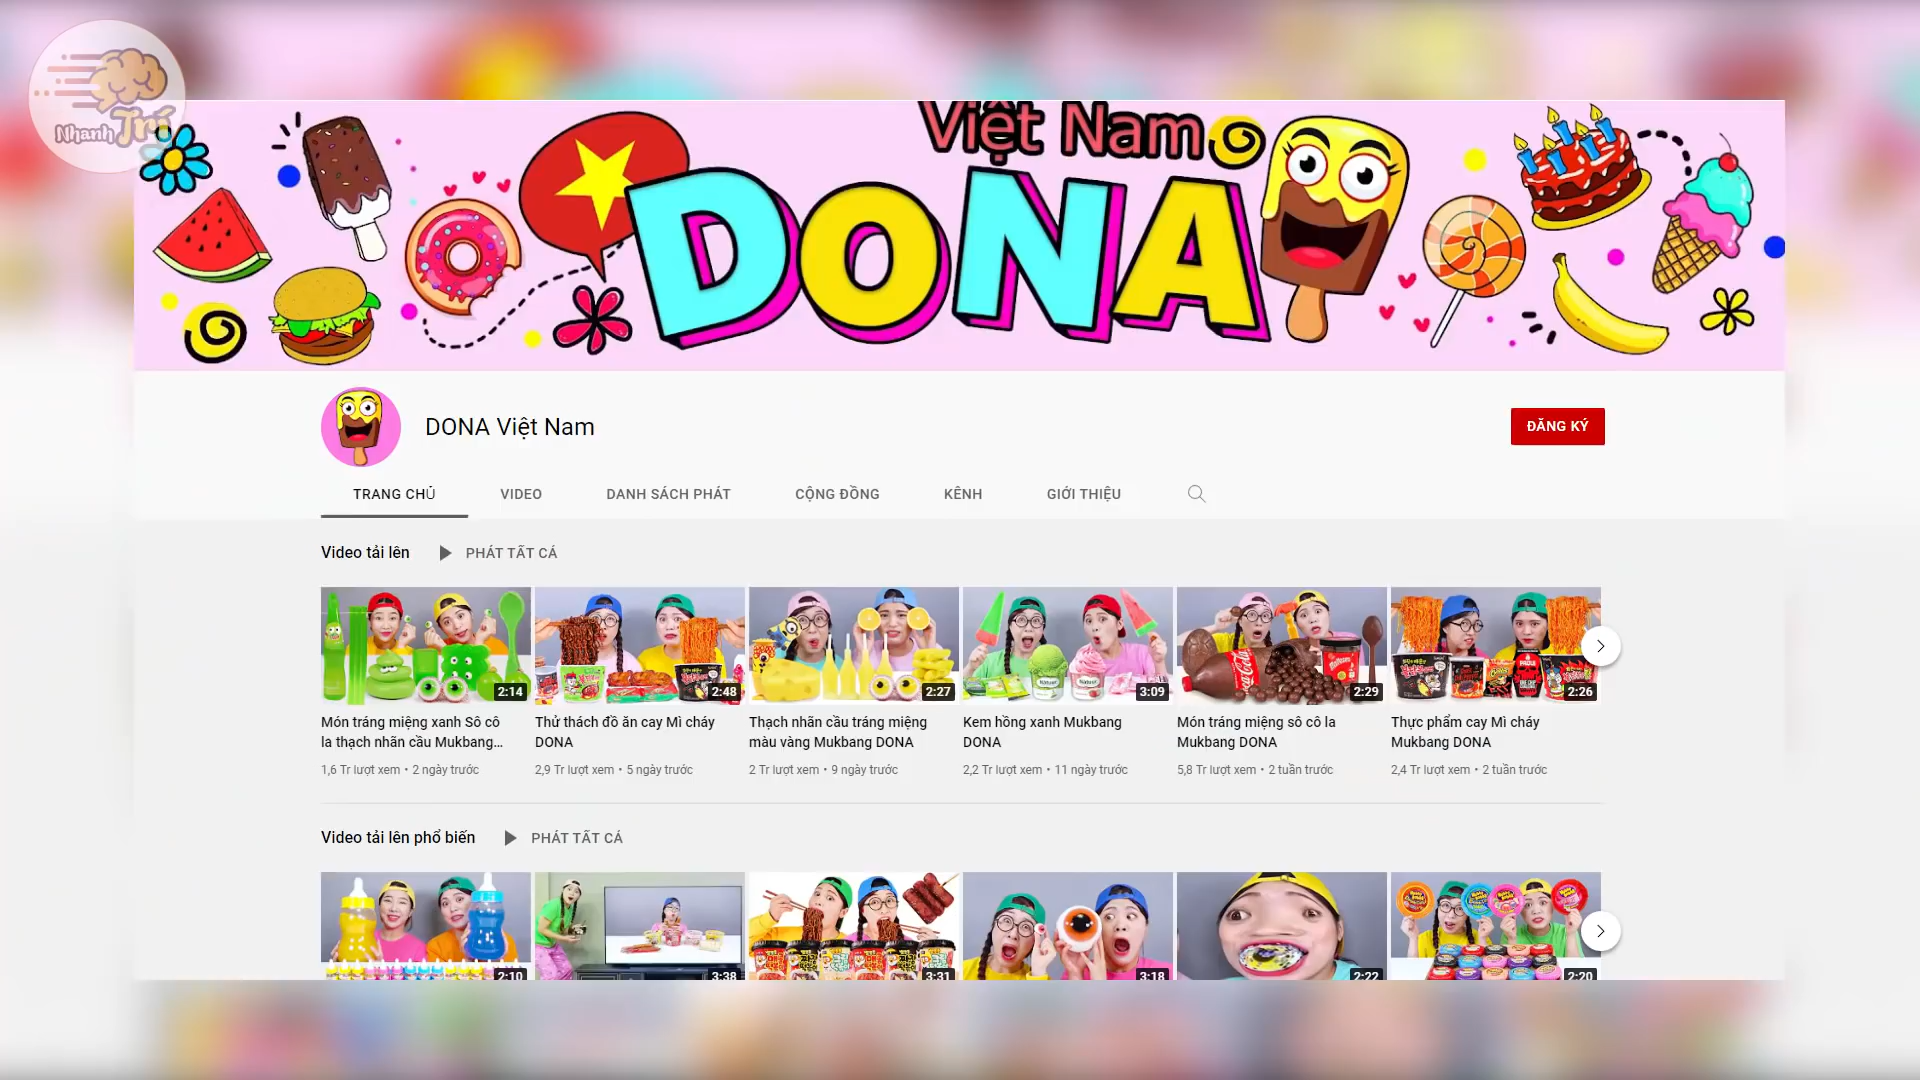 Nhanh Trí
Việt Nam
DONA
DONA Việt Nam
ĐĂNG KÝ
TRANG CHỦ
VIDEO
DANH SÁCH PHÁT
CỘNG ĐỒNG
KÊNH
GIỚI THIỆU
Video tải lên
PHÁT TẤT CẢ
2:14
2:48
2:27
3:09
2:29
2:26
Món tráng miệng xanh Sô cô
la thạch nhãn cầu Mukbang...
1,6 Tr lượt xem • 2 ngày trước
Thử thách đồ ăn cay Mì cháy
DONA
2,9 Tr lượt xem • 5 ngày trước
Thạch nhãn cầu tráng miệng
màu vàng Mukbang DONA
2 Tr lượt xem • 9 ngày trước
Kem hồng xanh Mukbang
DONA
2,2 Tr lượt xem • 11 ngày trước
Món tráng miệng sô cô la
Mukbang DONA
5,8 Tr lượt xem • 2 tuần trước
Thực phẩm cay Mì cháy
Mukbang DONA
2,4 Tr lượt xem • 2 tuần trước
Video tải lên phổ biến
PHÁT TẤT CẢ
2:10
3:38
3:31
3:18
2:22
2:20